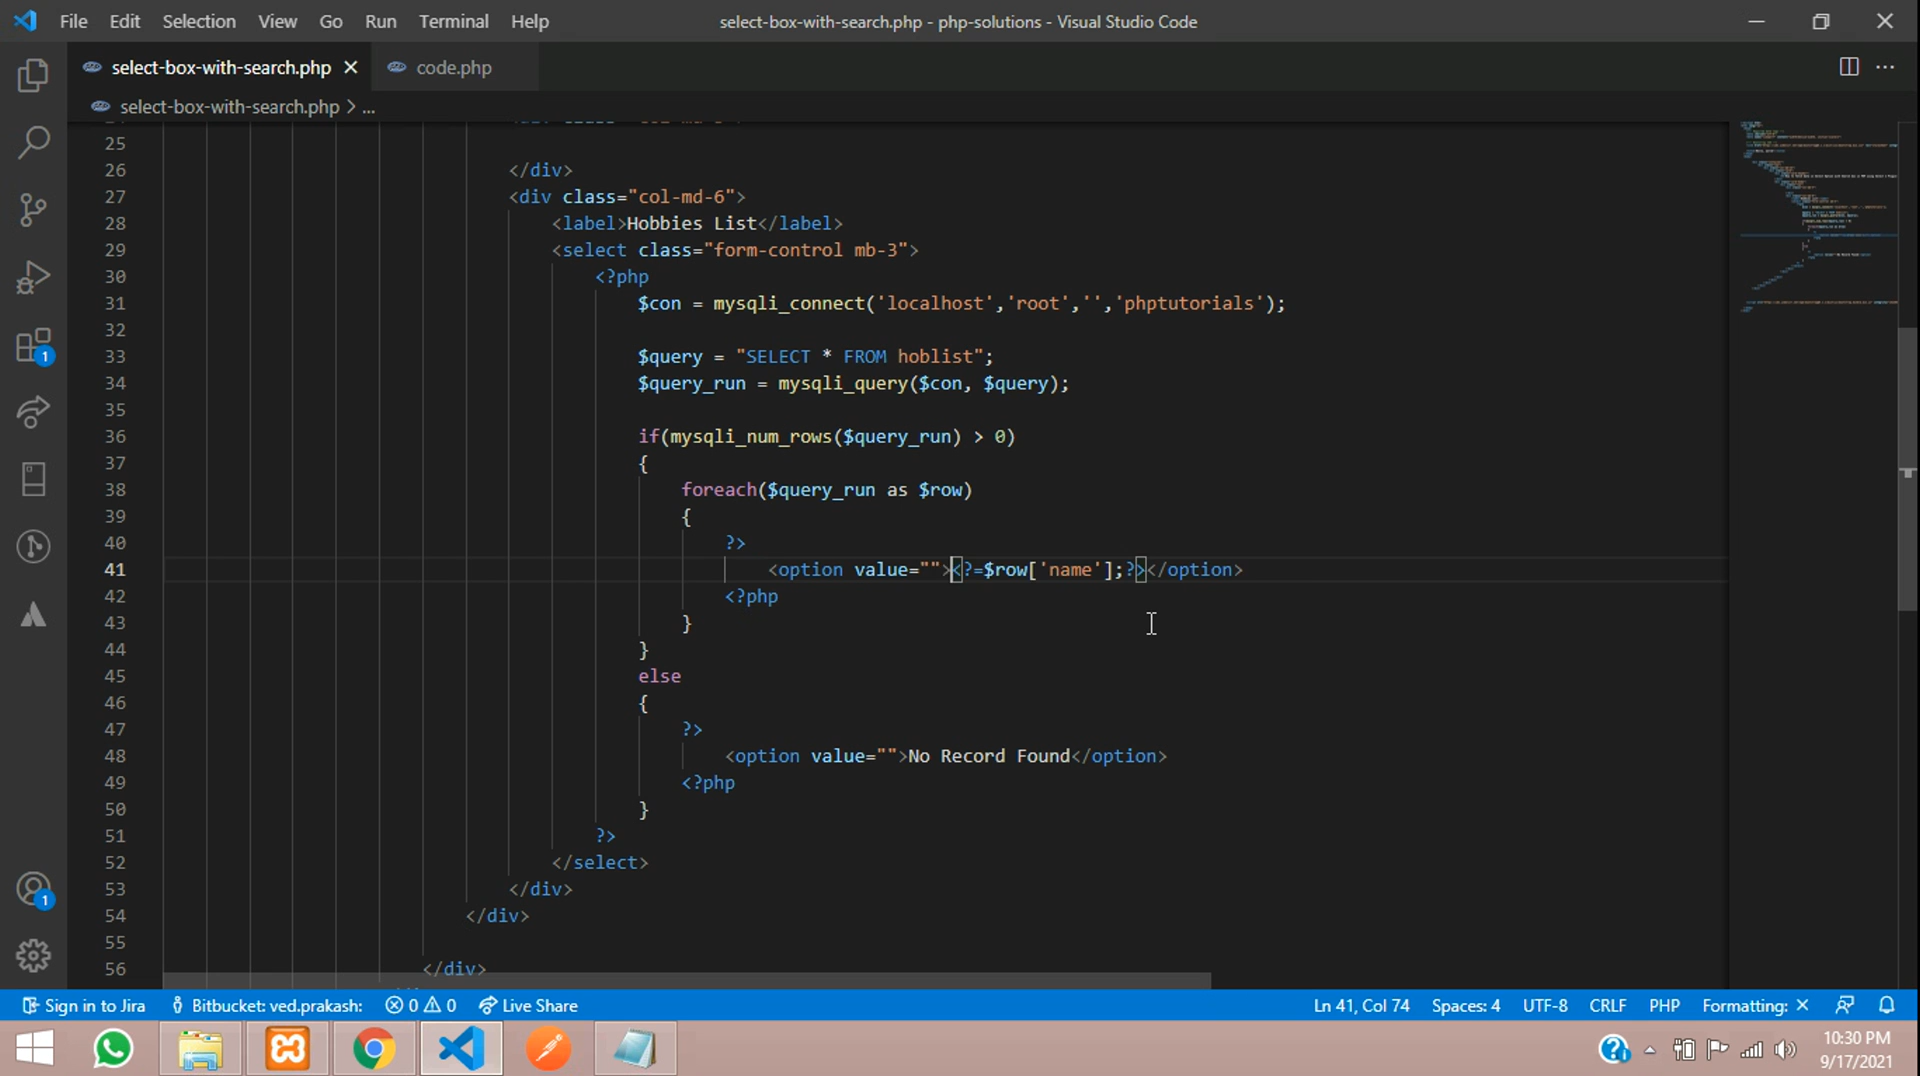 File Edit Selection View Go Run Terminal Help select-box-with-search.php - php-solutions - Visual Studio Code
select-box-with-search.php code.php
select-box-with-search.php > ...
25
26 </div>
27 <div class="col-md-6">
28 <label>Hobbies List</label>
29 <select class="form-control mb-3">
30 <?php
31 $con = mysqli_connect('localhost','root','','phptutorials');
32
33 $query = "SELECT * FROM hoblist";
34 $query_run = mysqli_query($con, $query);
35
36 if(mysqli_num_rows($query_run) > 0)
37 {
38 foreach($query_run as $row)
39 {
40 ?>
41 <option value=""><?=$row['name'];?></option>
42 <?php
43 }
44 }
45 else
46 {
47 ?>
48 <option value="">No Record Found</option>
49 <?php
50 }
51 ?>
52 </select>
53 </div>
54 </div>
55
56 </div>
1
1
Sign in to Jira Bitbucket: ved.prakash: 0 0 Live Share Ln 41, Col 74 Spaces: 4 UTF-8 CRLF PHP Formatting: ✕
10:30 PM
9/17/2021